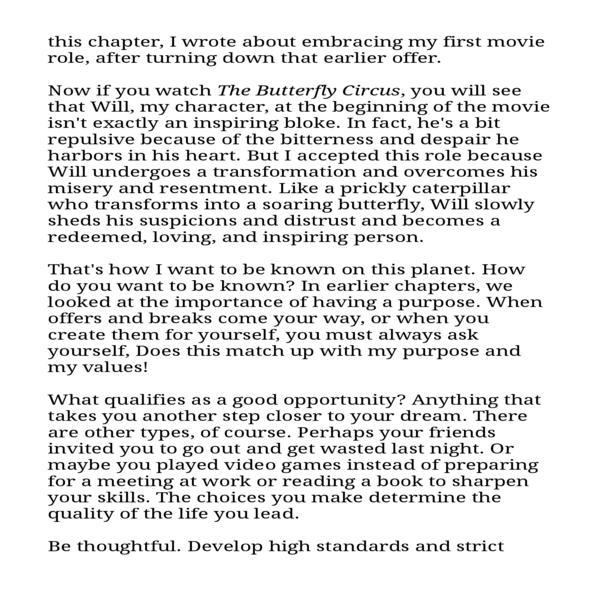 this chapter, I wrote about embracing my first movie
role, after turning down that earlier offer.
Now if you watch The Butterfly Circus, you will see
that Will, my character, at the beginning of the movie
isn't exactly an inspiring bloke. In fact, he's a bit
repulsive because of the bitterness and despair he
harbors in his heart. But I accepted this role because
Will undergoes a transformation and overcomes his
misery and resentment. Like a prickly caterpillar
who transforms into a soaring butterfly, Will slowly
sheds his suspicions and distrust and becomes a
redeemed, loving, and inspiring person.
That's how I want to be known on this planet. How
do you want to be known? In earlier chapters, we
looked at the importance of having a purpose. When
offers and breaks come your way, or when you
create them for yourself, you must always ask
yourself, Does this match up with my purpose and
my values!
What qualifies as a good opportunity? Anything that
takes you another step closer to your dream. There
are other types, of course. Perhaps your friends
invited you to go out and get wasted last night. Or
maybe you played video games instead of preparing
for a meeting at work or reading a book to sharpen
your skills. The choices you make determine the
quality of the life you lead.
Be thoughtful. Develop high standards and strict